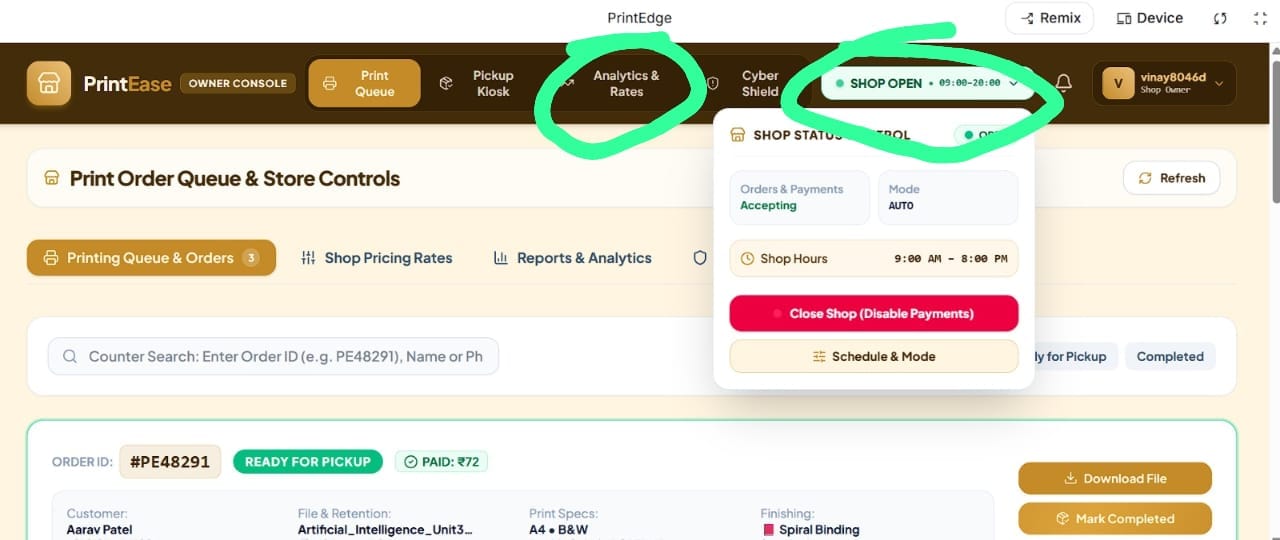 PrintEdge
Remix
Device
PrintEase
OWNER CONSOLE
Print
Queue
Pickup
Kiosk
Analytics &
Rates
Cyber
Shield
SHOP OPEN • 09:00-20:00
V
vinay8046d
Shop Owner
SHOP STATUS CONTROL
Print Order Queue & Store Controls
Refresh
Orders & Payments
Accepting
Mode
AUTO
Printing Queue & Orders 3
Shop Pricing Rates
Reports & Analytics
Shop Hours
9:00 AM - 8:00 PM
Close Shop (Disable Payments)
Schedule & Mode
Counter Search: Enter Order ID (e.g. PE48291), Name or Ph
for Pickup
Completed
ORDER ID:
#PE48291
READY FOR PICKUP
PAID: ₹72
Download File
Mark Completed
Customer:
Aarav Patel
File & Retention:
Artificial_Intelligence_Unit3...
Print Specs:
A4 • B&W
Finishing:
Spiral Binding